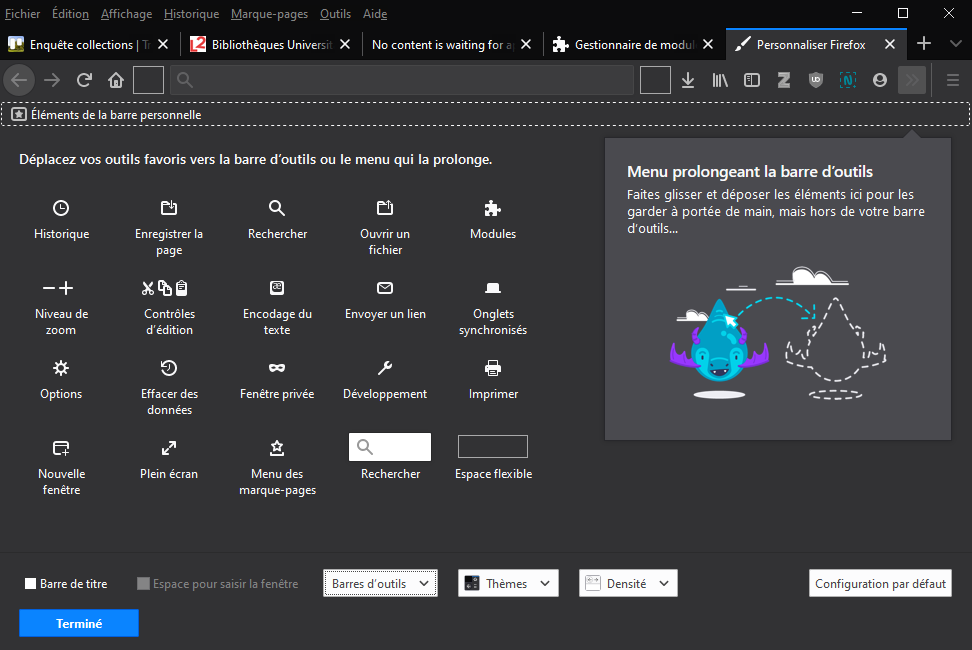 Fichier Édition Affichage Historique Marque-pages Outils Aide
Enquête collections | Tr
Bibliothèques Universit
No content is waiting for a
Gestionnaire de modul
Personnaliser Firefox
Éléments de la barre personnelle
Déplacez vos outils favoris vers la barre d'outils ou le menu qui la prolonge.
Historique
Enregistrer la
page
Rechercher
Ouvrir un
fichier
Modules
Niveau de
zoom
Contrôles
d'édition
Encodage du
texte
Envoyer un lien
Onglets
synchronisés
Options
Effacer des
données
Fenêtre privée
Développement
Imprimer
Nouvelle
fenêtre
Plein écran
Menu des
marque-pages
Rechercher
Espace flexible
Menu prolongeant la barre d'outils
Faites glisser et déposer les éléments ici pour les
garder à portée de main, mais hors de votre barre
d'outils...
Barre de titre
Espace pour saisir la fenêtre
Barres d'outils
Thèmes
Densité
Configuration par défaut
Terminé